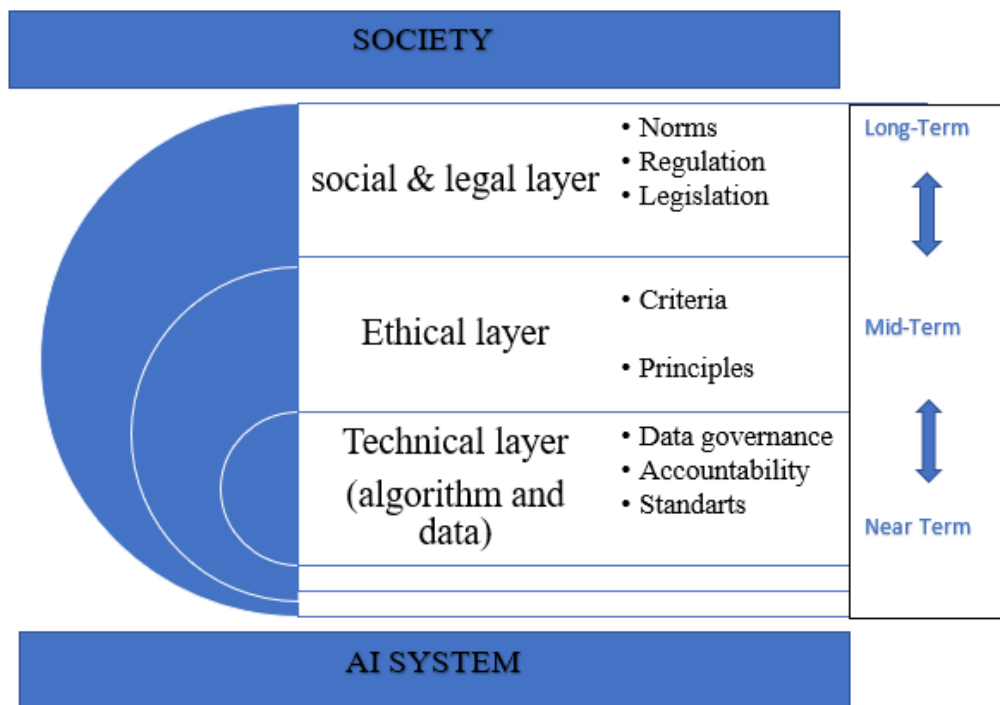 SOCIETY
social & legal layer
• Norms
• Regulation
• Legislation
Long-Term
Ethical layer
• Criteria
• Principles
Mid-Term
Technical layer
(algorithm and
data)
• Data governance
• Accountability
• Standarts
Near Term
AI SYSTEM